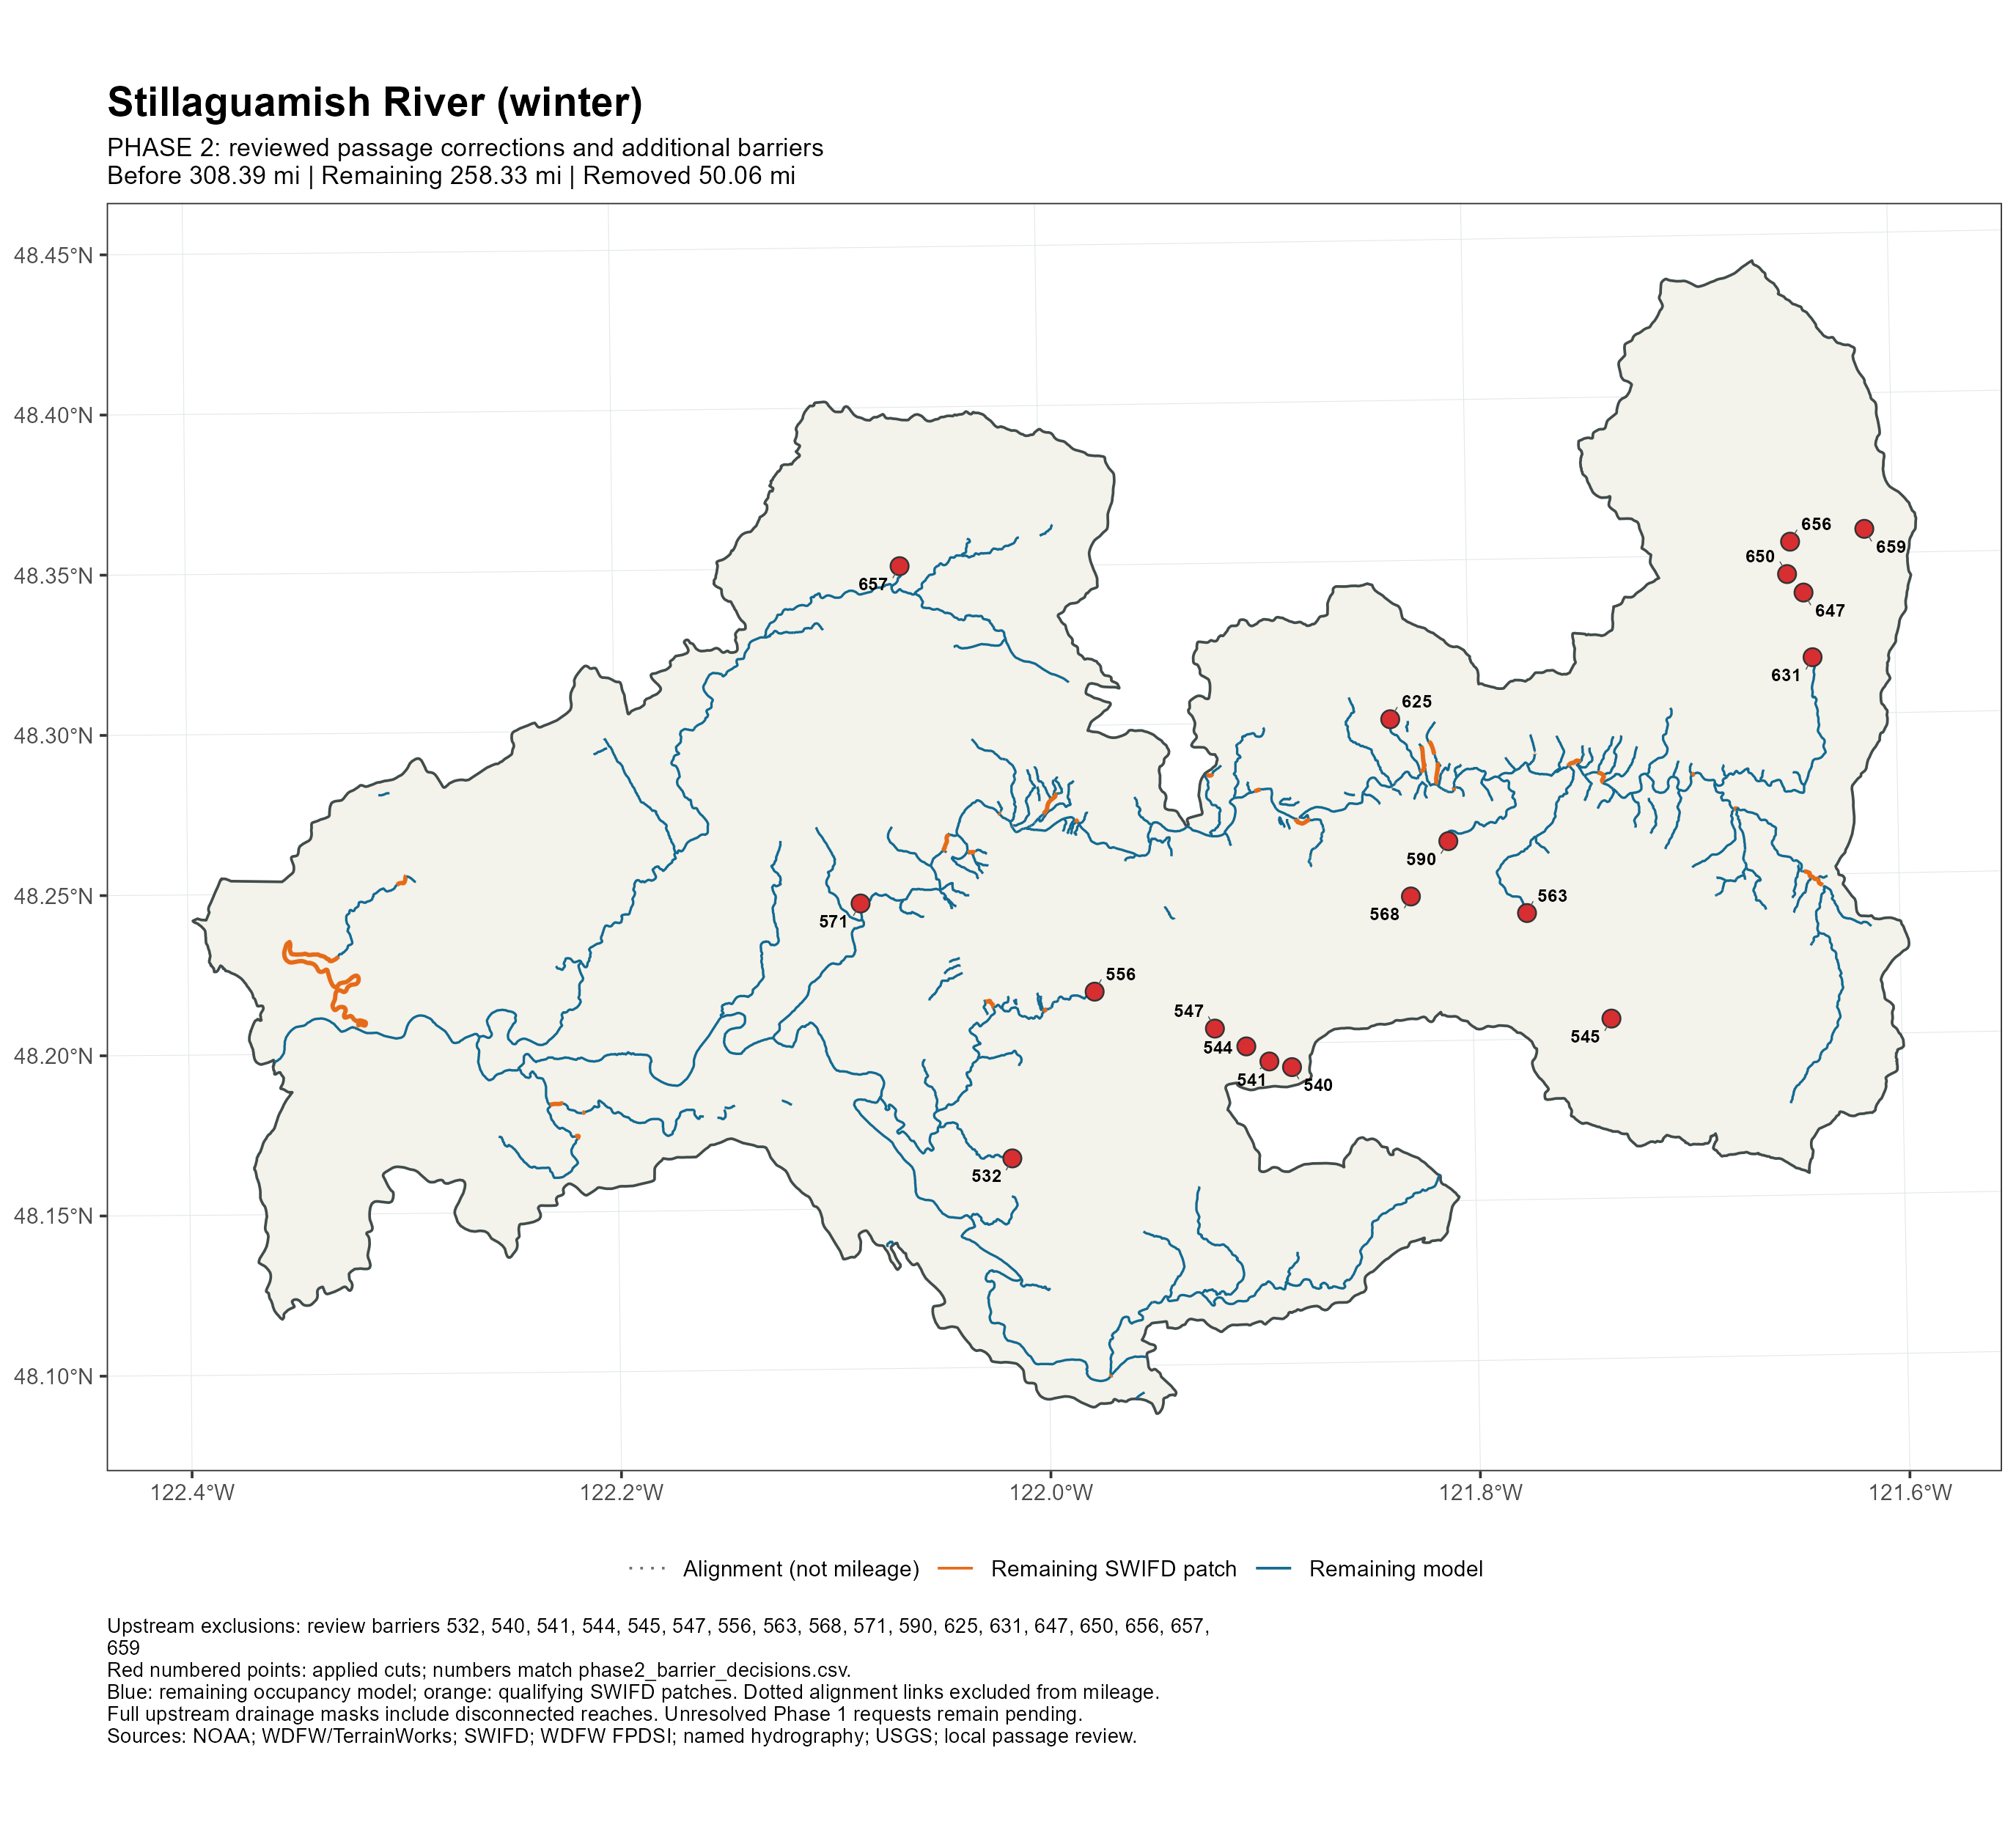 Stillaguamish River (winter)
PHASE 2: reviewed passage corrections and additional barriers
Before 308.39 mi | Remaining 258.33 mi | Removed 50.06 mi
48.45°N
48.40°N
48.35°N
48.30°N
48.25°N
48.20°N
48.15°N
48.10°N
656
659
650
657
647
631
625
590
563
568
571
556
547
545
544
541
540
532
122.4°W
122.2°W
122.0°W
121.8°W
121.6°W
Alignment (not mileage)
Remaining SWIFD patch
Remaining model
Upstream exclusions: review barriers 532, 540, 541, 544, 545, 547, 556, 563, 568, 571, 590, 625, 631, 647, 650, 656, 657,
659
Red numbered points: applied cuts; numbers match phase2_barrier_decisions.csv.
Blue: remaining occupancy model; orange: qualifying SWIFD patches. Dotted alignment links excluded from mileage.
Full upstream drainage masks include disconnected reaches. Unresolved Phase 1 requests remain pending.
Sources: NOAA; WDFW/TerrainWorks; SWIFD; WDFW FPDSI; named hydrography; USGS; local passage review.